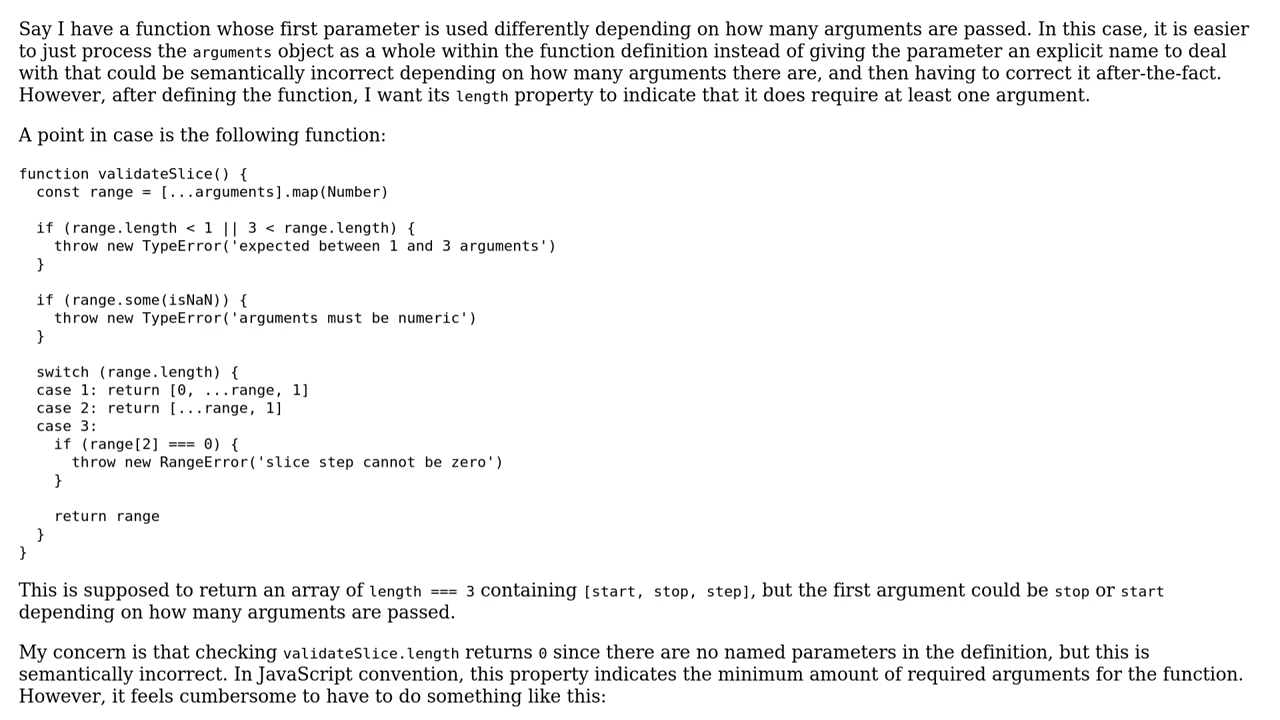 Say I have a function whose first parameter is used differently depending on how many arguments are passed. In this case, it is easier
to just process the arguments object as a whole within the function definition instead of giving the parameter an explicit name to deal
with that could be semantically incorrect depending on how many arguments there are, and then having to correct it after-the-fact.
However, after defining the function, I want its length property to indicate that it does require at least one argument.
A point in case is the following function:
function validateSlice() {
  const range = [...arguments].map(Number)
  if (range.length < 1 || 3 < range.length) {
    throw new TypeError('expected between 1 and 3 arguments')
  }
  if (range.some(isNaN)) {
    throw new TypeError('arguments must be numeric')
  }
  switch (range.length) {
  case 1: return [0, ...range, 1]
  case 2: return [...range, 1]
  case 3:
    if (range[2] === 0) {
      throw new RangeError('slice step cannot be zero')
    }
    return range
  }
}
This is supposed to return an array of length === 3 containing [start, stop, step], but the first argument could be stop or start
depending on how many arguments are passed.
My concern is that checking validateSlice.length returns 0 since there are no named parameters in the definition, but this is
semantically incorrect. In JavaScript convention, this property indicates the minimum amount of required arguments for the function.
However, it feels cumbersome to have to do something like this: